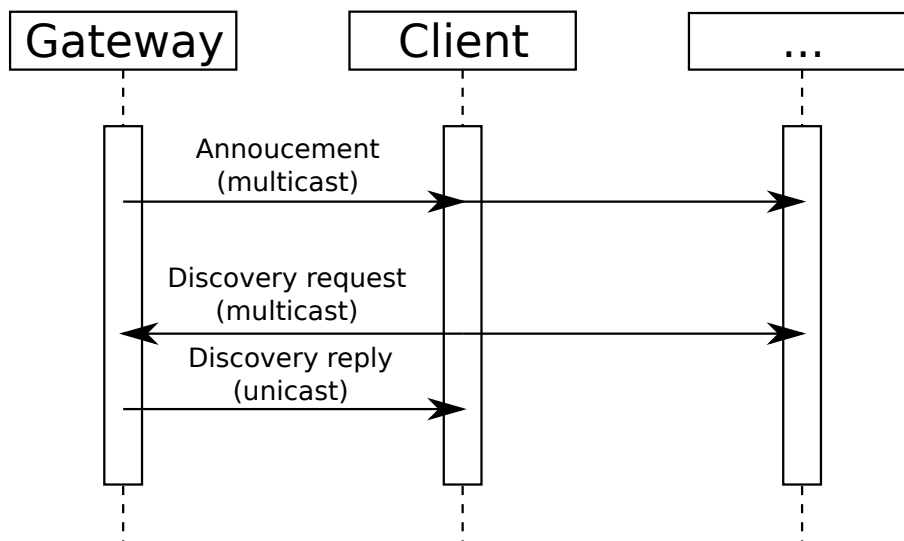 Gateway
Client
...
Annoucement
(multicast)
Discovery request
(multicast)
Discovery reply
(unicast)